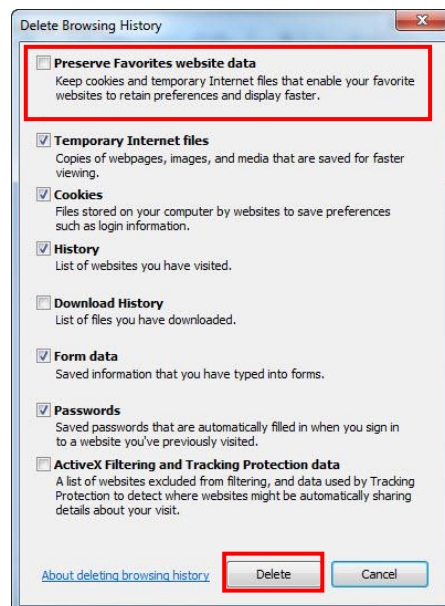 Delete Browsing History
Preserve Favorites website data
Keep cookies and temporary Internet files that enable your favorite
websites to retain preferences and display faster.
Temporary Internet files
Copies of webpages, images, and media that are saved for faster
viewing.
Cookies
Files stored on your computer by websites to save preferences
such as login information.
History
List of websites you have visited.
Download History
List of files you have downloaded.
Form data
Saved information that you have typed into forms.
Passwords
Saved passwords that are automatically filled in when you sign in
to a website you've previously visited.
ActiveX Filtering and Tracking Protection data
A list of websites excluded from filtering, and data used by Tracking
Protection to detect where websites might be automatically sharing
details about your visit.
About deleting browsing history Delete Cancel